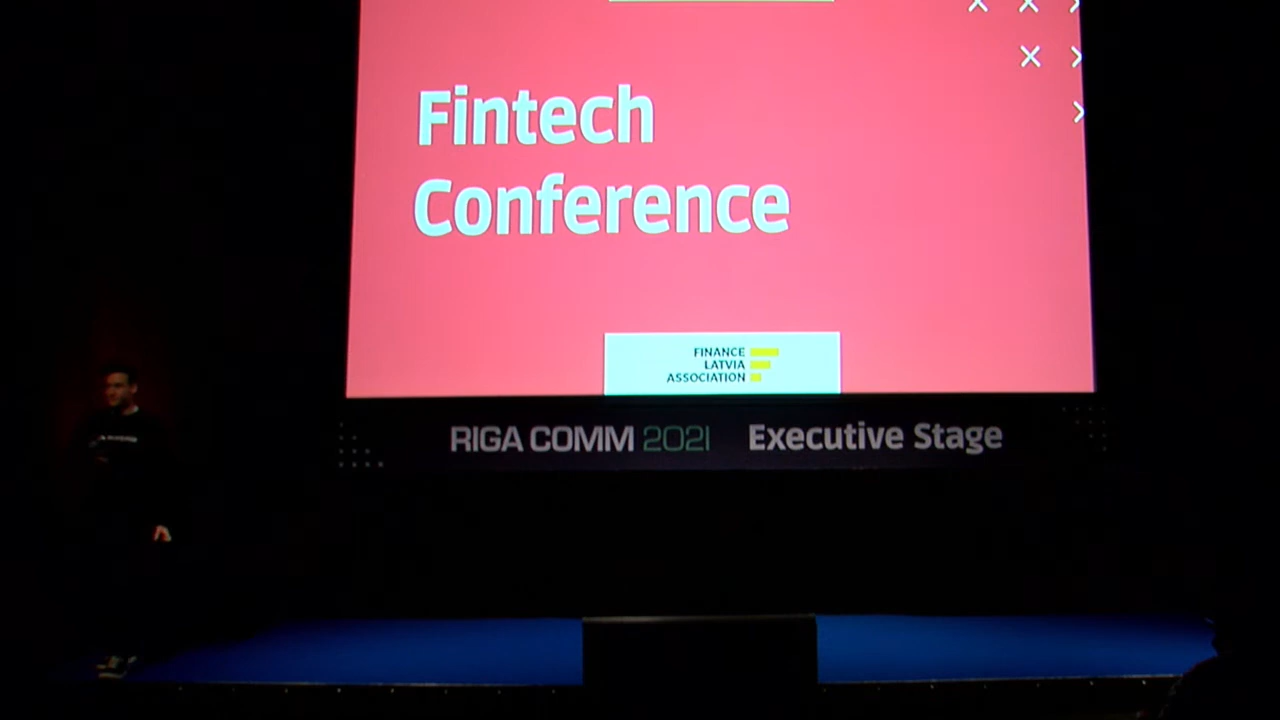 Fintech
Conference
FINANCE
LATVIA
ASSOCIATION
RIGA COMM 2021 Executive Stage